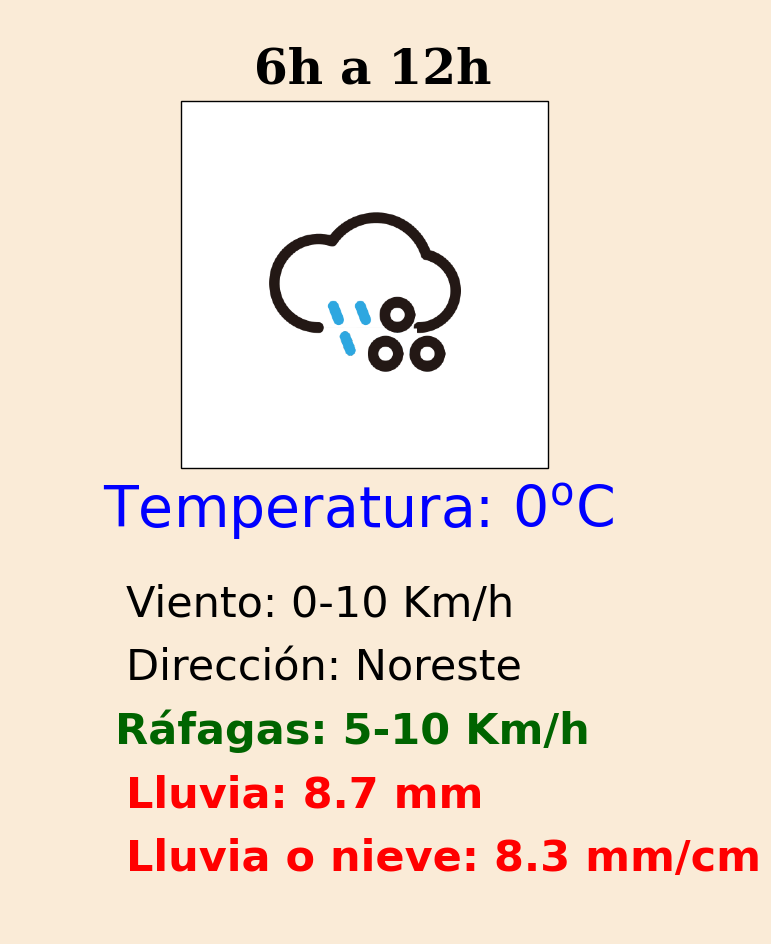 6h a 12h
Temperatura: 0ºC
Viento: 0-10 Km/h
Dirección: Noreste
Ráfagas: 5-10 Km/h
Lluvia: 8.7 mm
Lluvia o nieve: 8.3 mm/cm